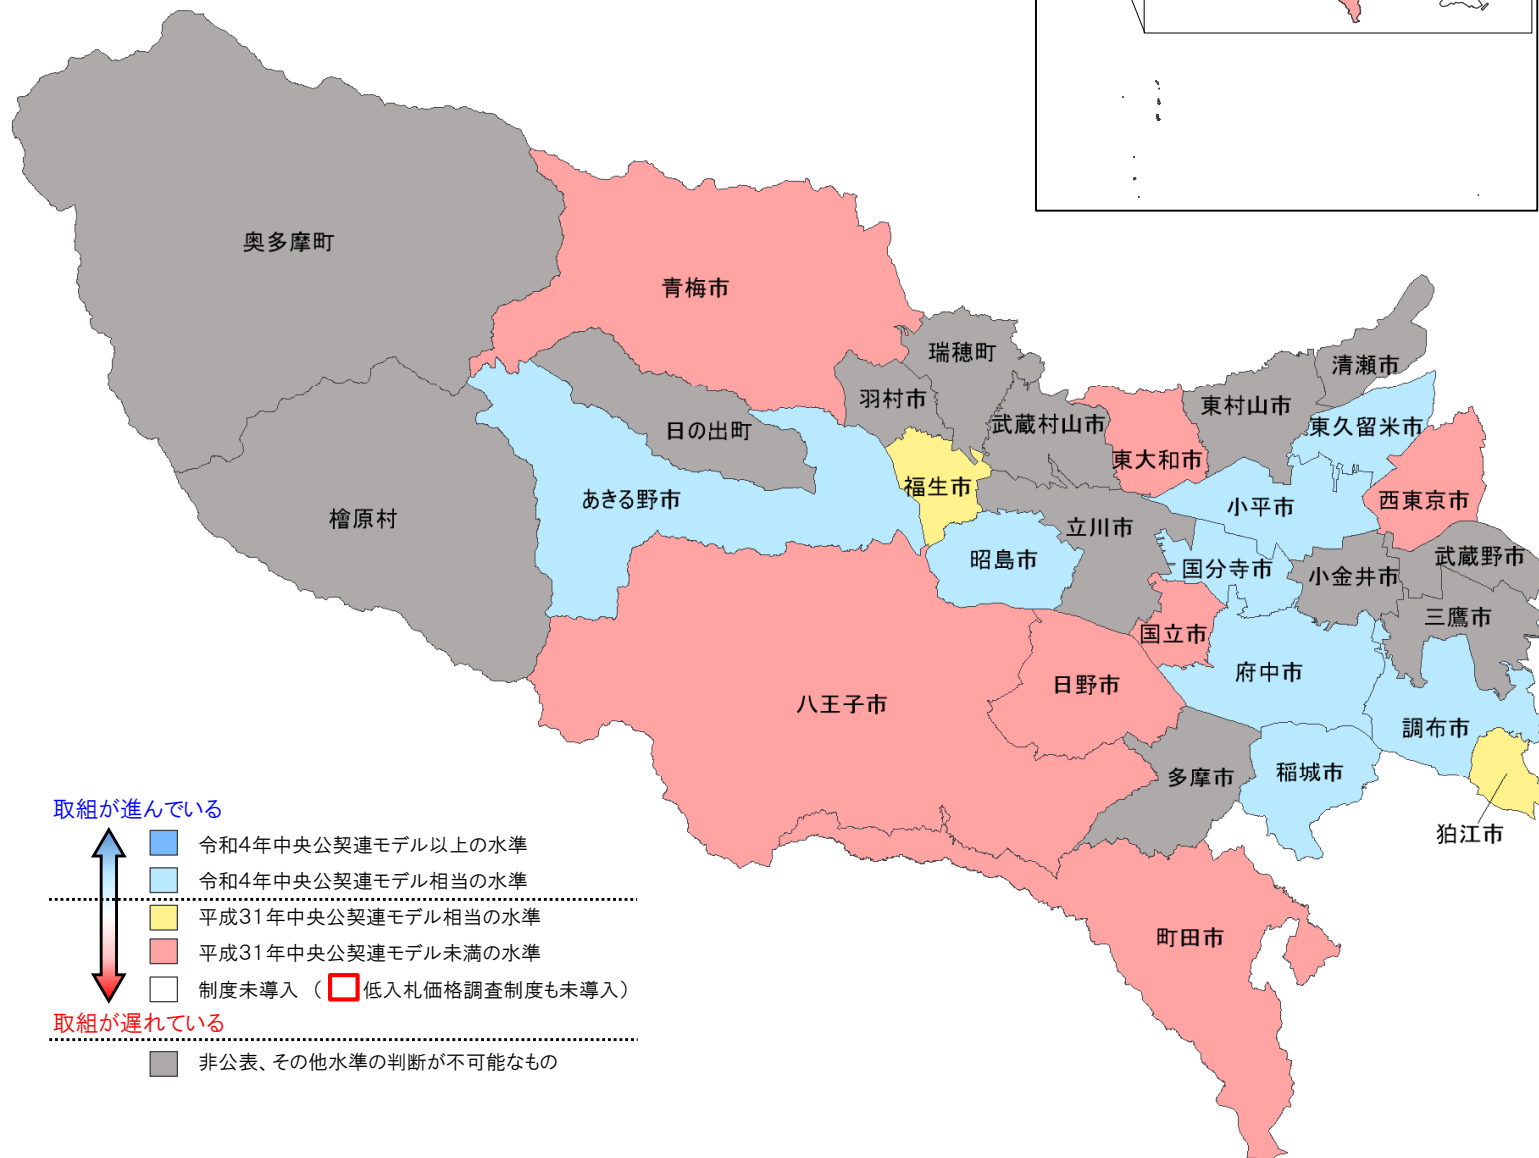 奥多摩町
青梅市
瑞穂町
清瀬市
羽村市
東村山市
武蔵村山市
東久留米市
日の出町
東大和市
福生市
あきる野市
西東京市
小平市
檜原村
立川市
昭島市
武蔵野市
国分寺市
小金井市
三鷹市
国立市
府中市
日野市
八王子市
調布市
多摩市
稲城市
狛江市
町田市
取組が進んでいる
令和4年中央公契連モデル以上の水準
令和4年中央公契連モデル相当の水準
平成31年中央公契連モデル相当の水準
平成31年中央公契連モデル未満の水準
制度未導入（ 低入札価格調査制度も未導入）
取組が遅れている
非公表、その他水準の判断が不可能なもの